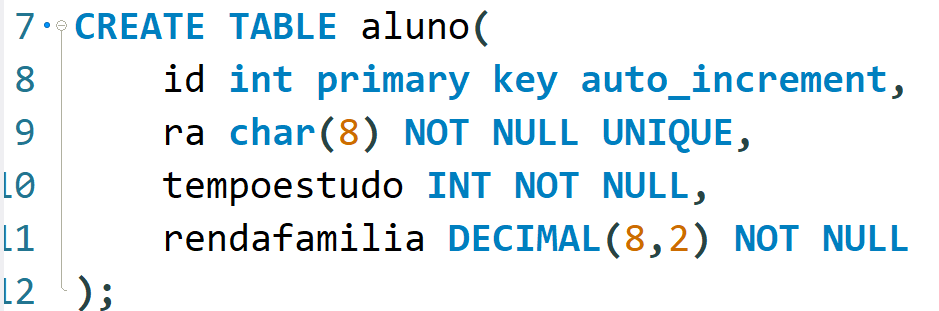 7 CREATE TABLE aluno(
8 id int primary key auto_increment,
9 ra char(8) NOT NULL UNIQUE,
10 tempoestudo INT NOT NULL,
11 rendafamilia DECIMAL(8,2) NOT NULL
12 );